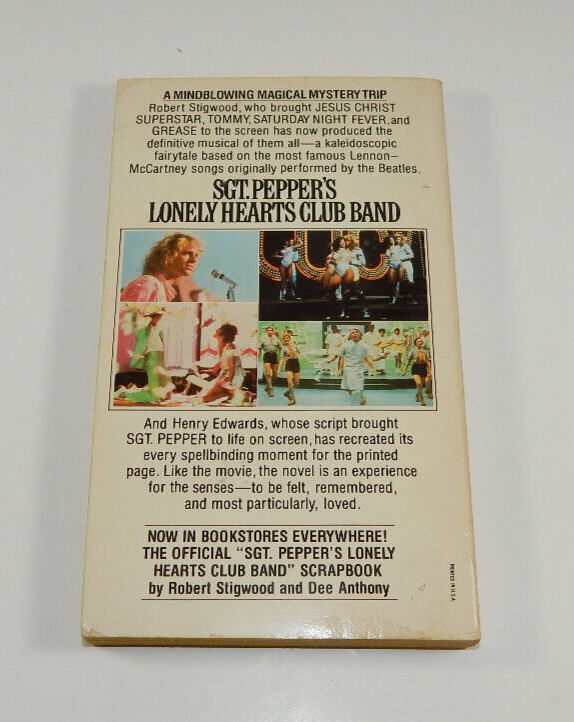 A MINDBLOWING MAGICAL MYSTERY TRIP
Robert Stigwood, who brought JESUS CHRIST
SUPERSTAR, TOMMY, SATURDAY NIGHT FEVER, and
GREASE to the screen has now produced the
definitive musical of them all—a kaleidoscopic
fairytale based on the most famous Lennon–
McCartney songs originally performed by the Beatles.
SGT. PEPPER'S
LONELY HEARTS CLUB BAND
And Henry Edwards, whose script brought
SGT. PEPPER to life on screen, has recreated its
every spellbinding moment for the printed
page. Like the movie, the novel is an experience
for the senses—to be felt, remembered,
and most particularly, loved.
NOW IN BOOKSTORES EVERYWHERE!
THE OFFICIAL “SGT. PEPPER'S LONELY
HEARTS CLUB BAND” SCRAPBOOK
by Robert Stigwood and Dee Anthony
PRINTED IN U.S.A.